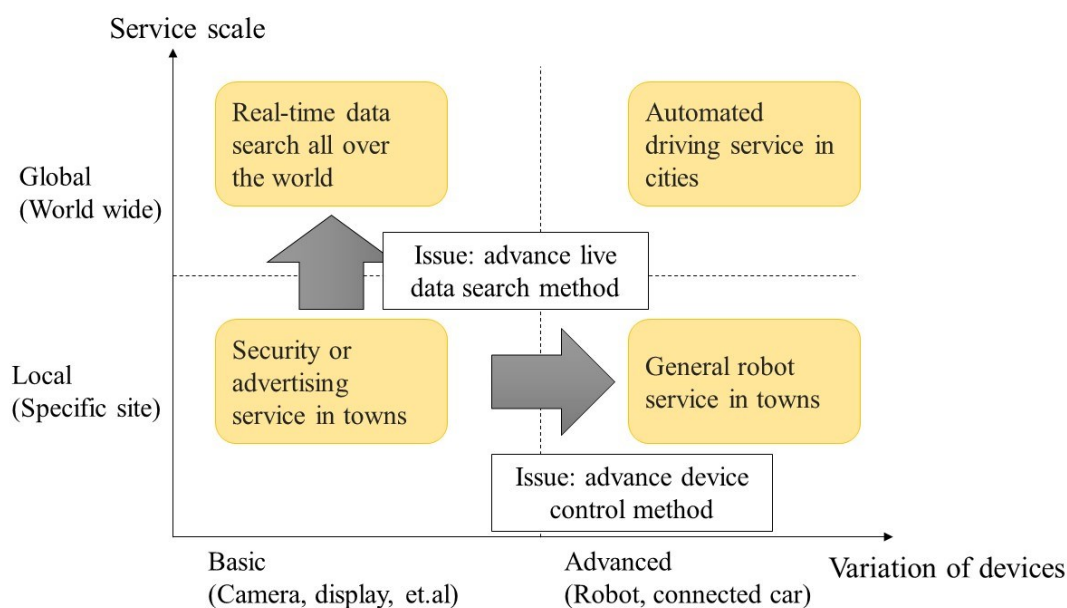 Service scale
Real-time data
search all over
the world
Automated
driving service in
cities
Global
(World wide)
Issue: advance live
data search method
Local
(Specific site)
Security or
advertising
service in towns
General robot
service in towns
Issue: advance device
control method
Basic
(Camera, display, et.al)
Advanced
(Robot, connected car)
Variation of devices